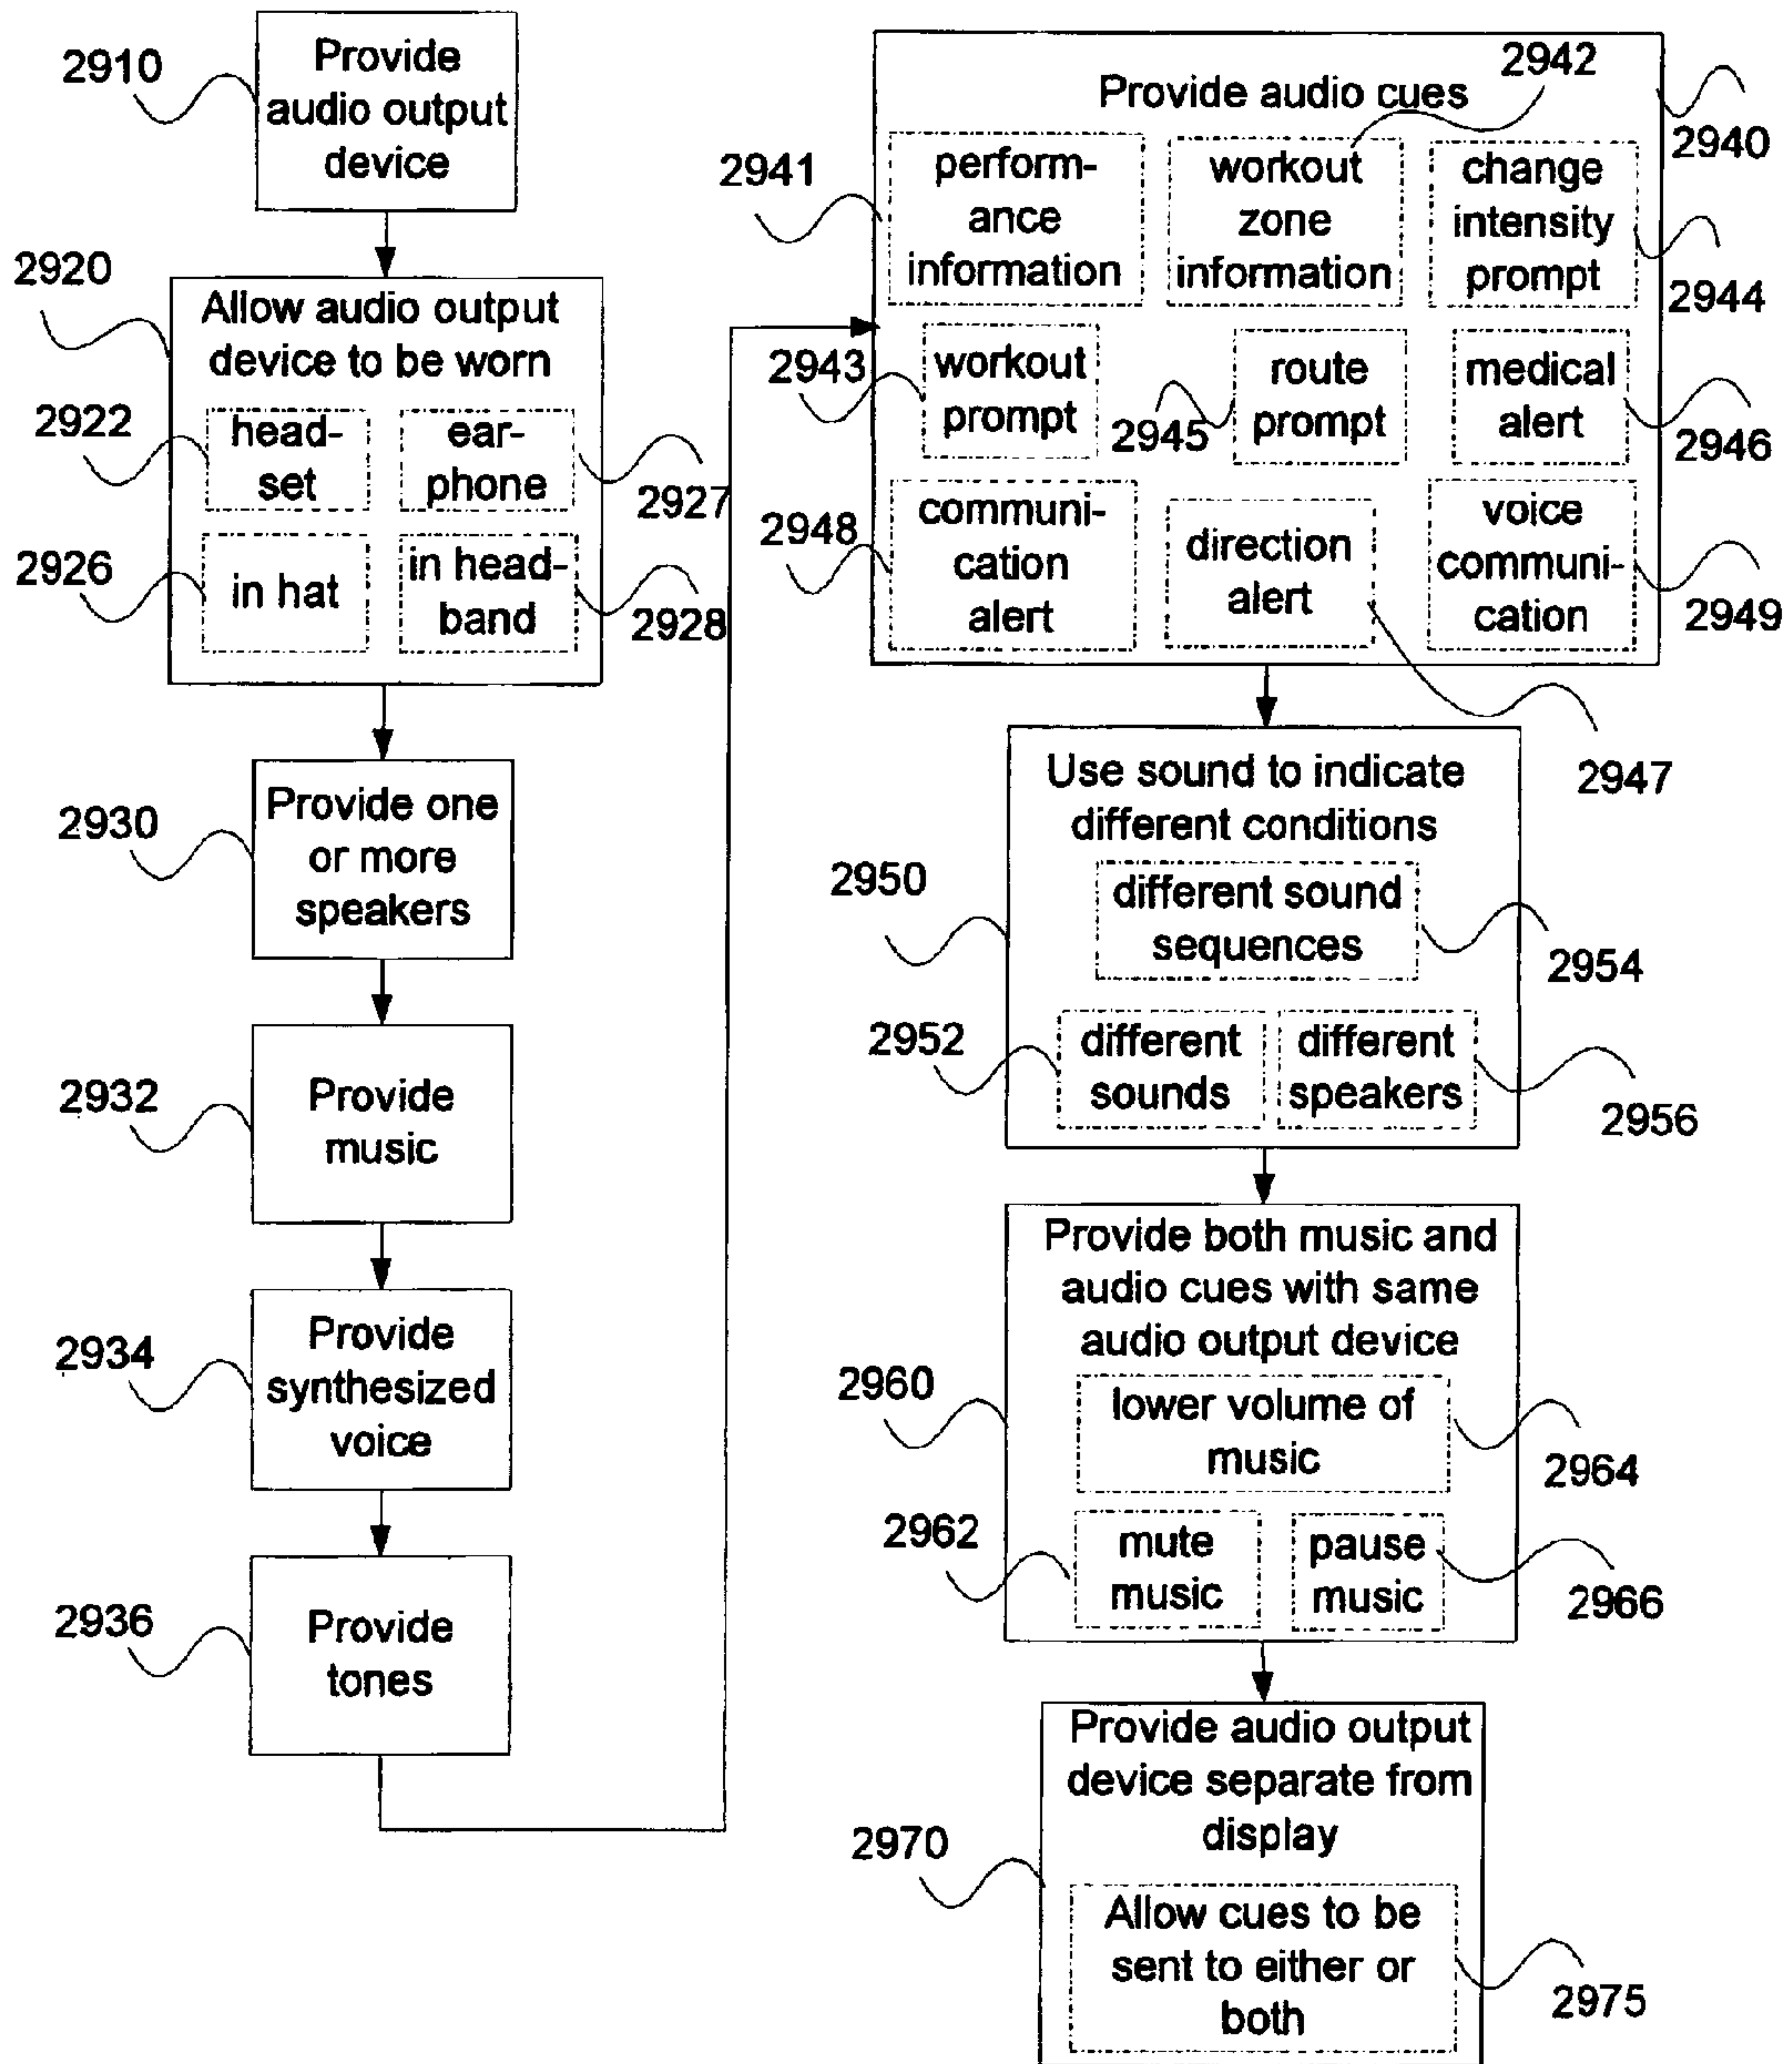 2910
Provide
audio output
device
2920
Allow audio output
device to be worn
2922
head-
set
ear-
phone
2927
2926
in hat
in head-
band
2928
2930
Provide one
or more
speakers
2932
Provide
music
2934
Provide
synthesized
voice
2936
Provide
tones
Provide audio cues
2942
2940
2941
perform-
ance
information
workout
zone
information
change
intensity
prompt
2944
2943
workout
prompt
2945
route
prompt
medical
alert
2946
2948
communi-
cation
alert
direction
alert
voice
communi-
cation
2949
2947
Use sound to indicate
different conditions
2950
different sound
sequences
2954
2952
different
sounds
different
speakers
2956
Provide both music and
audio cues with same
audio output device
2960
lower volume of
music
2964
2962
mute
music
pause
music
2966
Provide audio output
device separate from
display
2970
Allow cues to be
sent to either or
both
2975